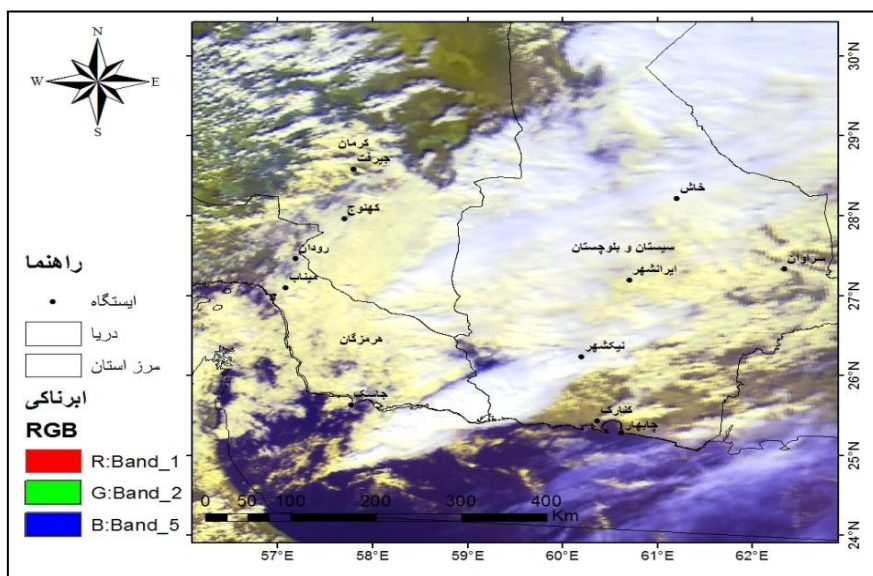 N
W E
S
راهنما
ایستگاه
دریا
مرز استان
ابرناکی
RGB
R:Band_1
G:Band_2
B:Band_5
کرمان
جیرفت
کهنوج
رودان
میناب
هرمزگان
جاسک
خاش
سیستان و بلوچستان
ایرانشهر
سراوان
نیکشهر
کنارک
چابهار
0 50 100 200 300 400
Km
30°N
29°N
28°N
27°N
26°N
25°N
24°N
57°E 58°E 59°E 60°E 61°E 62°E